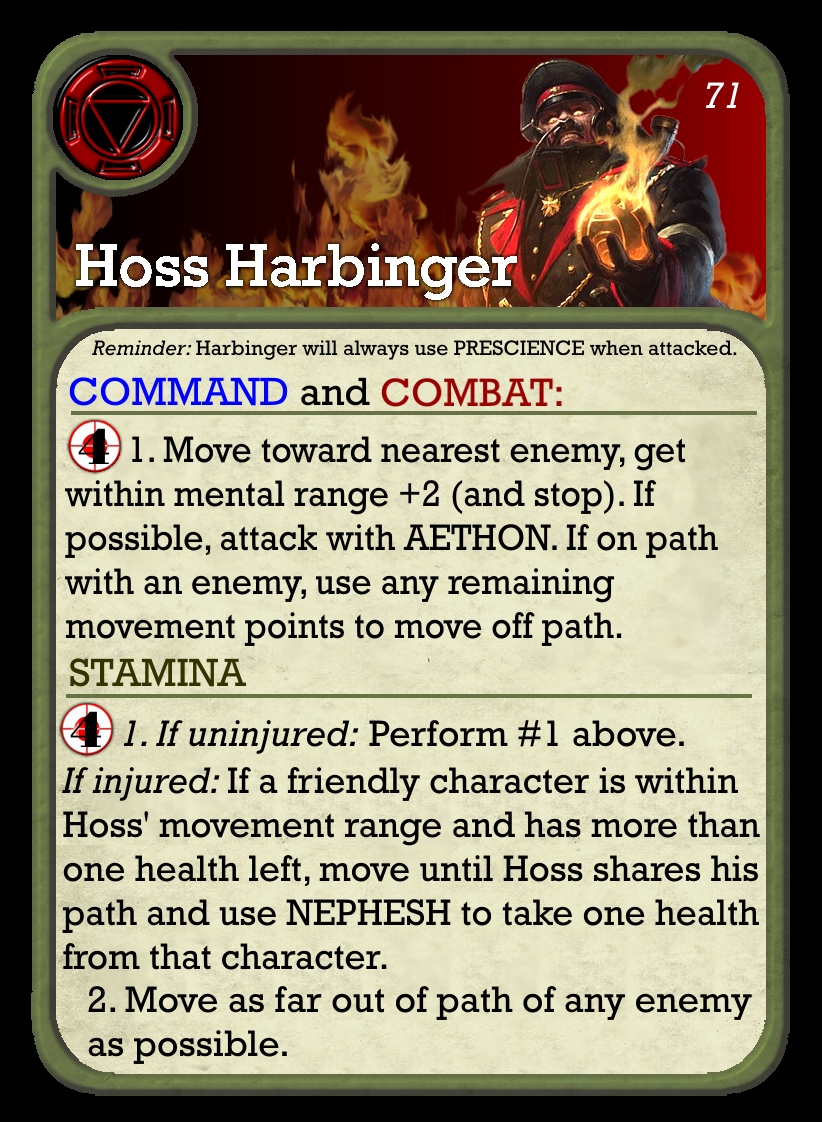 71
Hoss Harbinger
Reminder: Harbinger will always use PRESCIENCE when attacked.
COMMAND and COMBAT:
4 1. Move toward nearest enemy, get
within mental range +2 (and stop). If
possible, attack with AETHON. If on path
with an enemy, use any remaining
movement points to move off path.
STAMINA
4 1. If uninjured: Perform #1 above.
If injured: If a friendly character is within
Hoss' movement range and has more than
one health left, move until Hoss shares his
path and use NEPHESH to take one health
from that character.
2. Move as far out of path of any enemy
as possible.